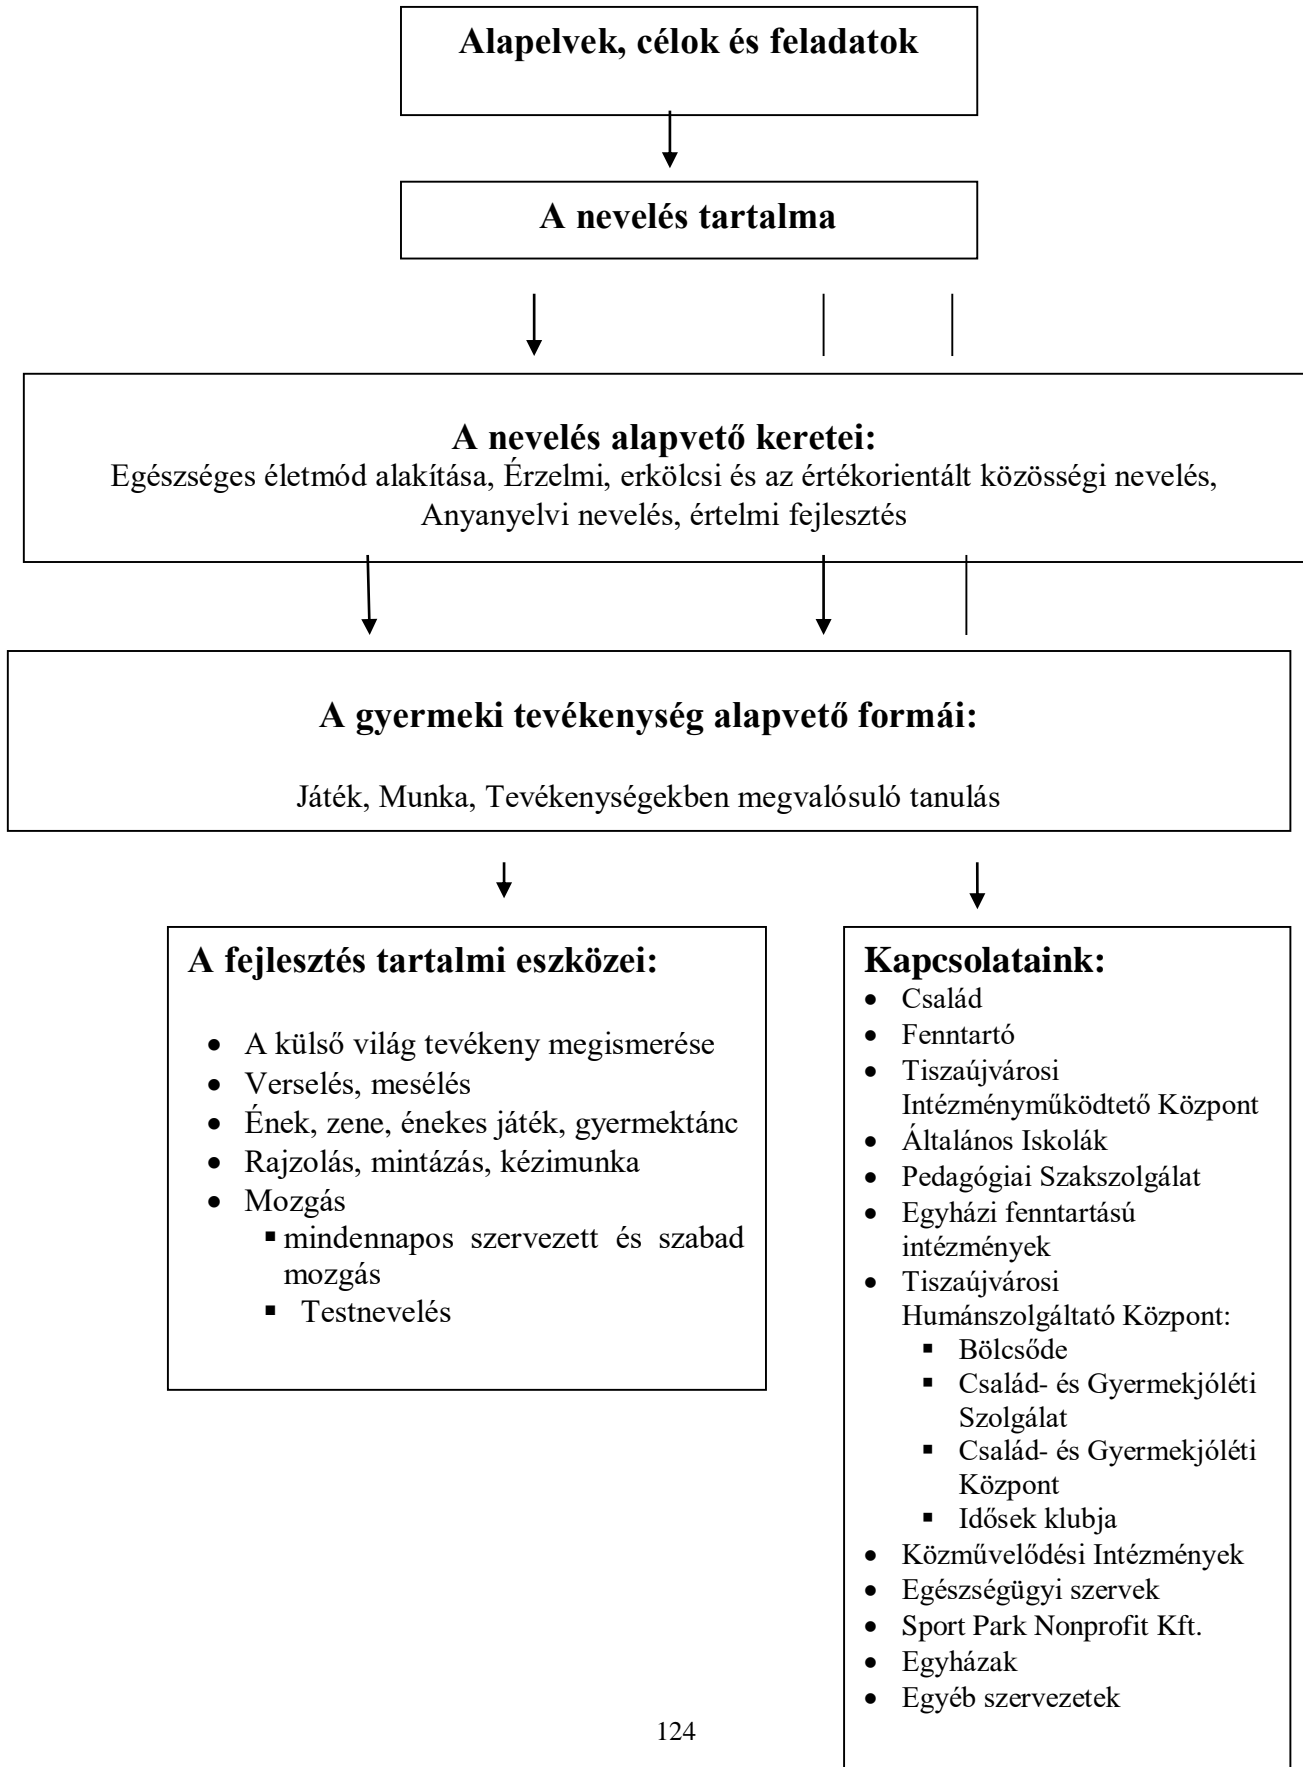 Alapelvek, célok és feladatok
A nevelés tartalma
A nevelés alapvető keretei:
Egészséges életmód alakítása, Érzelmi, erkölcsi és az értékorientált közösségi nevelés,
Anyanyelvi nevelés, értelmi fejlesztés
A gyermeki tevékenység alapvető formái:
Játék, Munka, Tevékenységekben megvalósuló tanulás
A fejlesztés tartalmi eszközei:
• A külső világ tevékeny megismerése
• Verselés, mesélés
• Ének, zene, énekes játék, gyermektánc
• Rajzolás, mintázás, kézimunka
• Mozgás
▪ mindennapos szervezett és szabad
mozgás
▪ Testnevelés
Kapcsolataink:
• Család
• Fenntartó
• Tiszaújvárosi
Intézményműködtető Központ
• Általános Iskolák
• Pedagógiai Szakszolgálat
• Egyházi fenntartású
intézmények
• Tiszaújvárosi
Humánszolgáltató Központ:
▪ Bölcsőde
▪ Család- és Gyermekjóléti
Szolgálat
▪ Család- és Gyermekjóléti
Központ
▪ Idősek klubja
• Közművelődési Intézmények
• Egészségügyi szervek
• Sport Park Nonprofit Kft.
• Egyházak
• Egyéb szervezetek
124